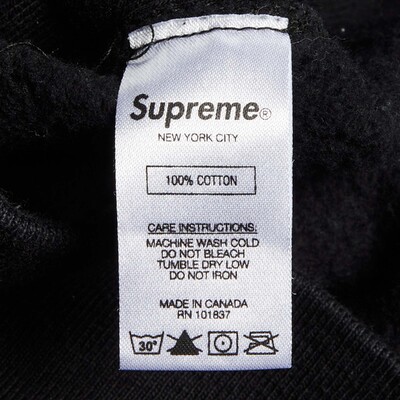 Supreme®
NEW YORK CITY
100% COTTON
CARE INSTRUCTIONS:
MACHINE WASH COLD
DO NOT BLEACH
TUMBLE DRY LOW
DO NOT IRON
MADE IN CANADA
RN 101837
30°